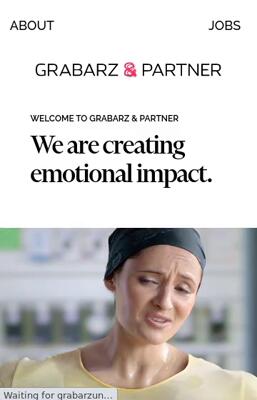 ABOUT JOBS
GRABARZ & PARTNER
WELCOME TO GRABARZ & PARTNER
We are creating
emotional impact.
Waiting for grabarzun...